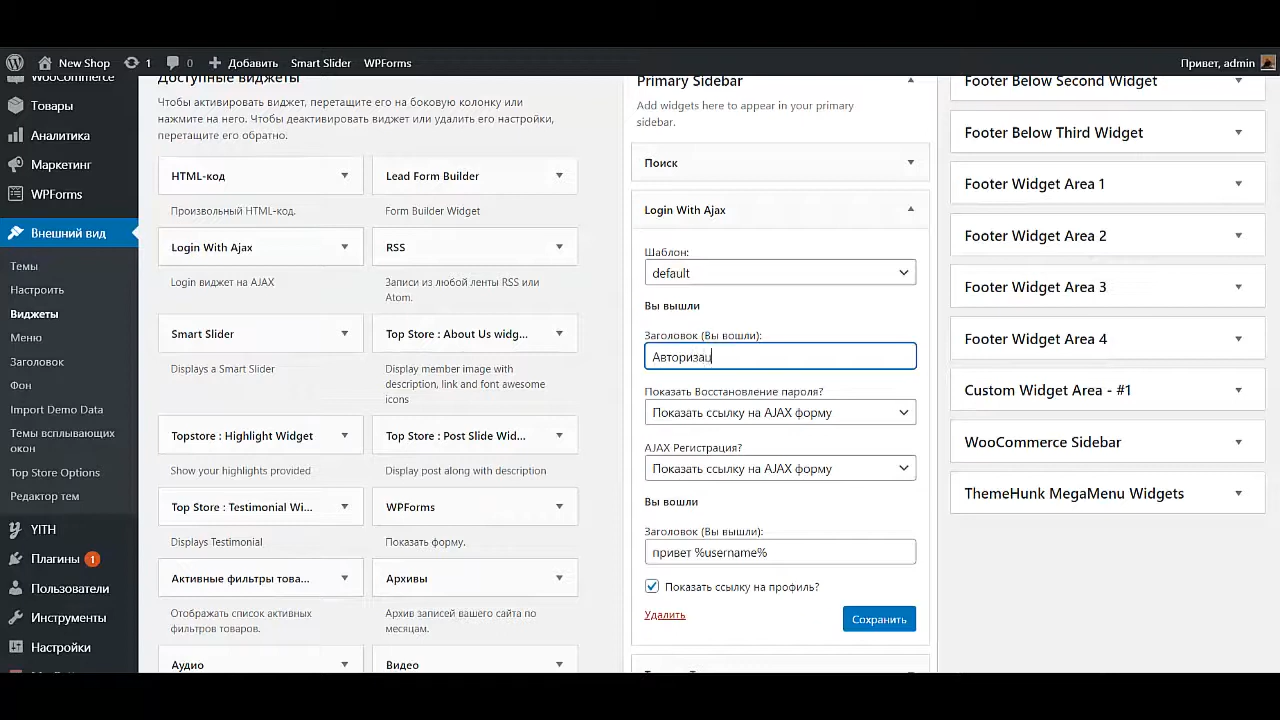 New Shop
1
0
Добавить
Smart Slider
WPForms
Привет, admin
WooCommerce
Товары
Аналитика
Маркетинг
WPForms
Внешний вид
Темы
Настроить
Виджеты
Меню
Заголовок
Фон
Import Demo Data
Темы всплывающих
окон
Top Store Options
Редактор тем
YITH
Плагины 1
Пользователи
Инструменты
Настройки
Доступные виджеты
Чтобы активировать виджет, перетащите его на боковую колонку или
нажмите на него. Чтобы деактивировать виджет или удалить его настройки,
перетащите его обратно.
HTML-код
Произвольный HTML-код.
Lead Form Builder
Form Builder Widget
Login With Ajax
Login виджет на AJAX
RSS
Записи из любой ленты RSS или
Atom.
Smart Slider
Displays a Smart Slider
Top Store : About Us widg...
Display member image with
description, link and font awesome
icons
Topstore : Highlight Widget
Show your highlights provided
Top Store : Post Slide Wid...
Display post along with description
Top Store : Testimonial Wi...
Displays Testimonial
WPForms
Показать форму.
Активные фильтры това...
Отображать список активных
фильтров товаров.
Архивы
Архив записей вашего сайта по
месяцам.
Аудио
Видео
Primary Sidebar
Add widgets here to appear in your primary
sidebar.
Поиск
Login With Ajax
Шаблон:
default
Вы вышли
Заголовок (Вы вошли):
Авторизац
Показать Восстановление пароля?
Показать ссылку на AJAX форму
AJAX Регистрация?
Показать ссылку на AJAX форму
Вы вошли
Заголовок (Вы вышли):
привет %username%
Показать ссылку на профиль?
Удалить
Сохранить
Footer Below Second Widget
Footer Below Third Widget
Footer Widget Area 1
Footer Widget Area 2
Footer Widget Area 3
Footer Widget Area 4
Custom Widget Area - #1
WooCommerce Sidebar
ThemeHunk MegaMenu Widgets